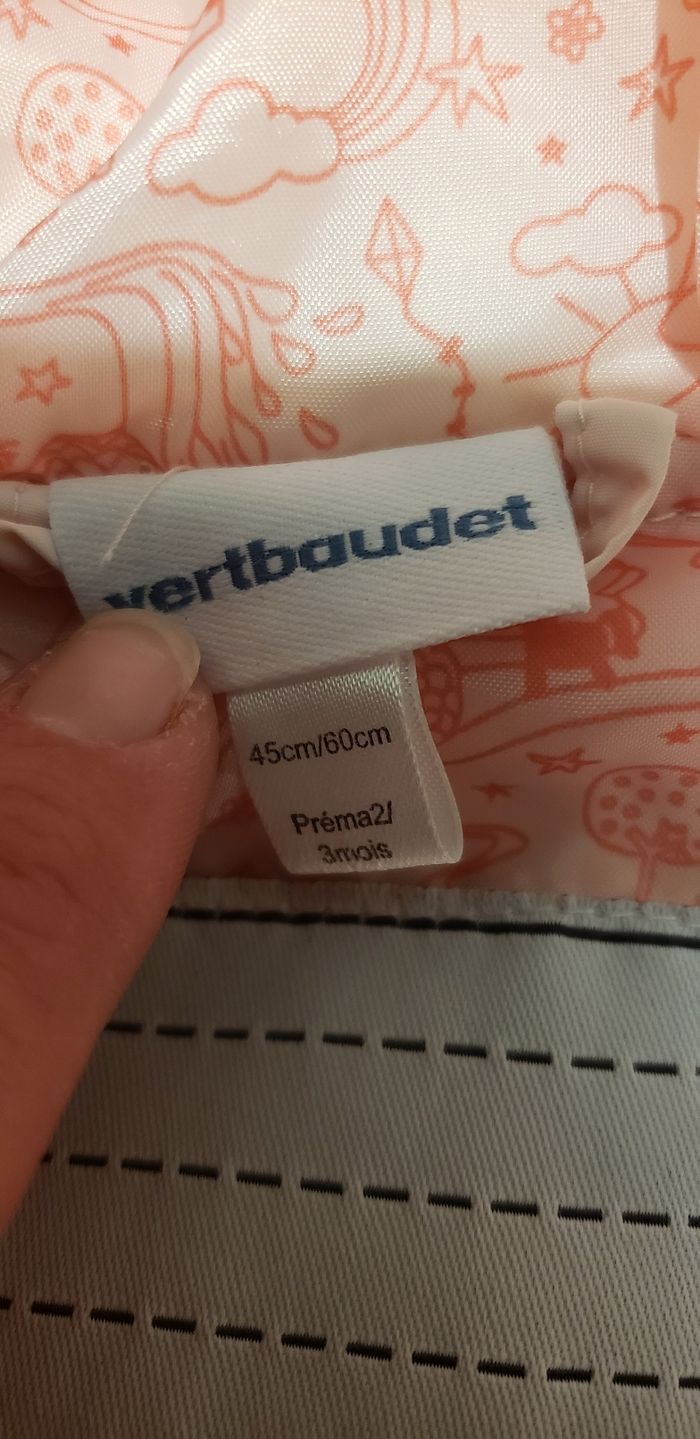 vertbaudet
45cm/60cm
Préma2/
3mois